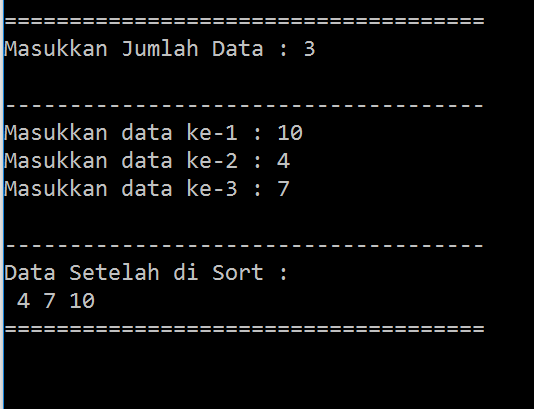 =====================================
Masukkan Jumlah Data : 3
-------------------------------------
Masukkan data ke-1 : 10
Masukkan data ke-2 : 4
Masukkan data ke-3 : 7
-------------------------------------
Data Setelah di Sort :
 4 7 10
=====================================